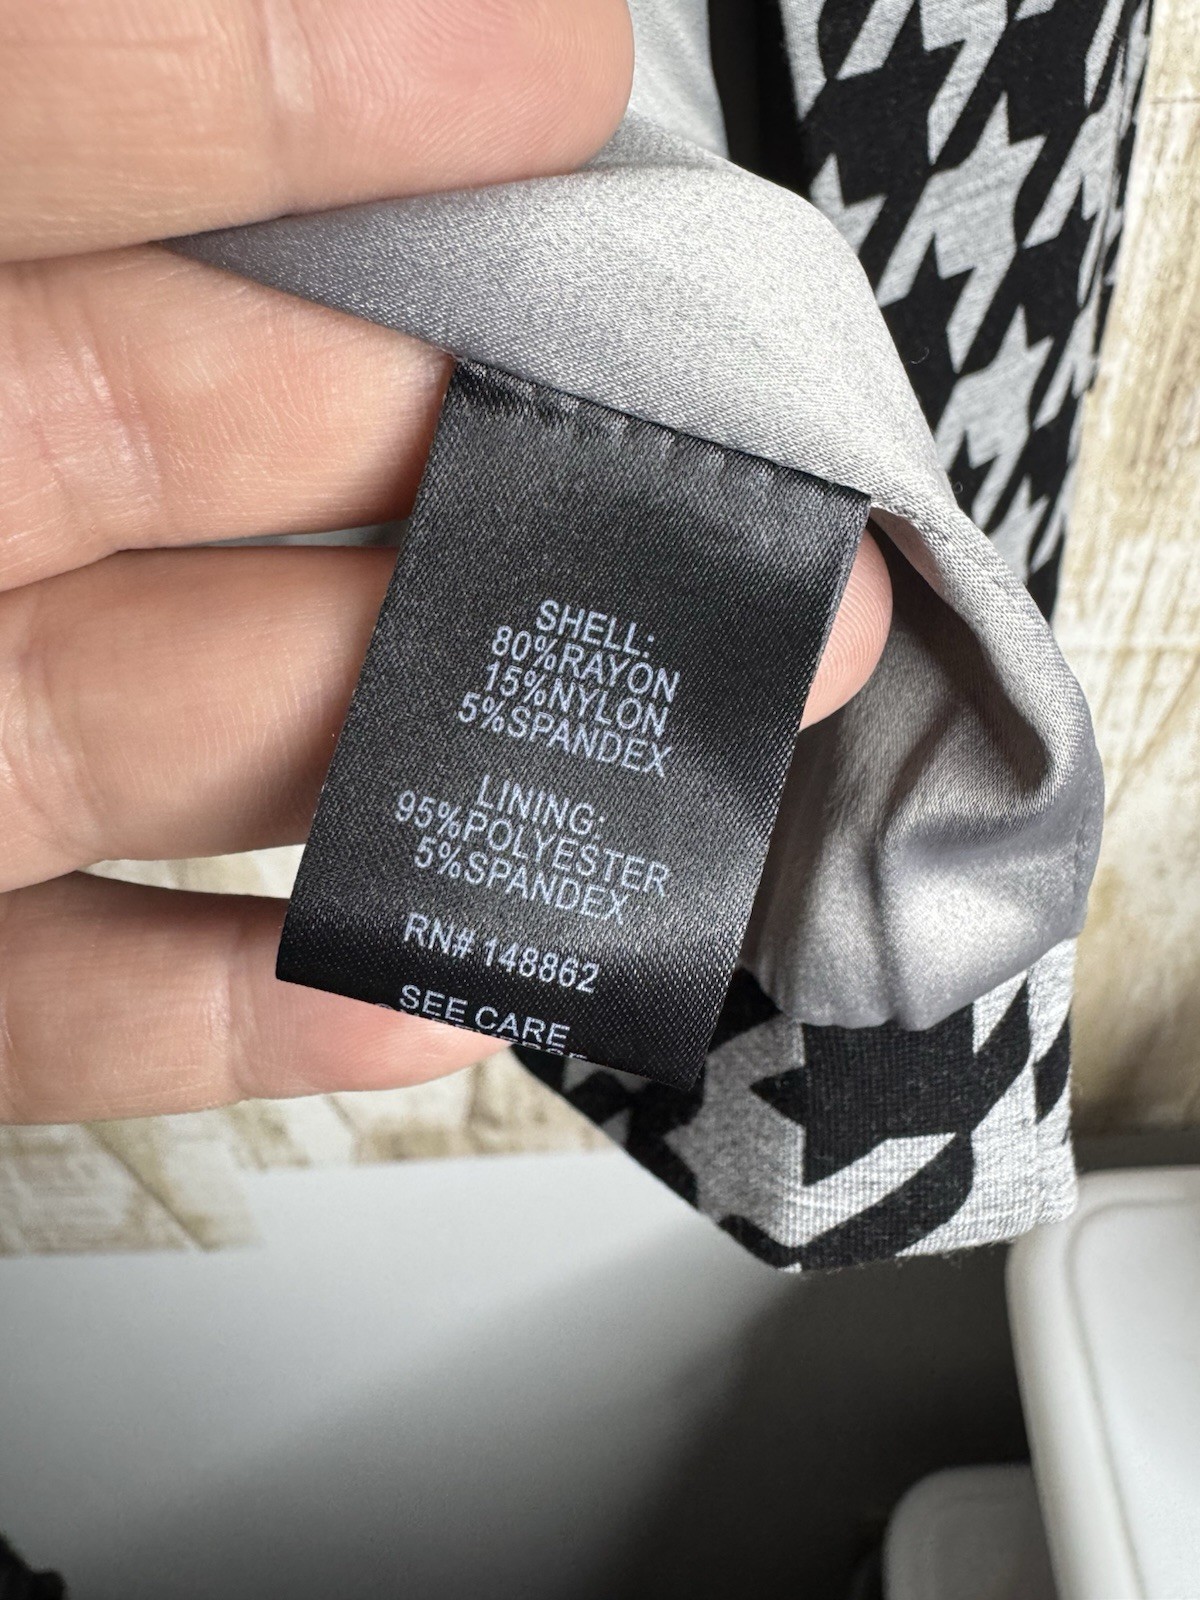 SHELL:
80%RAYON
15%NYLON
5%SPANDEX
LINING:
95%POLYESTER
5%SPANDEX
RN# 148862
SEE CARE